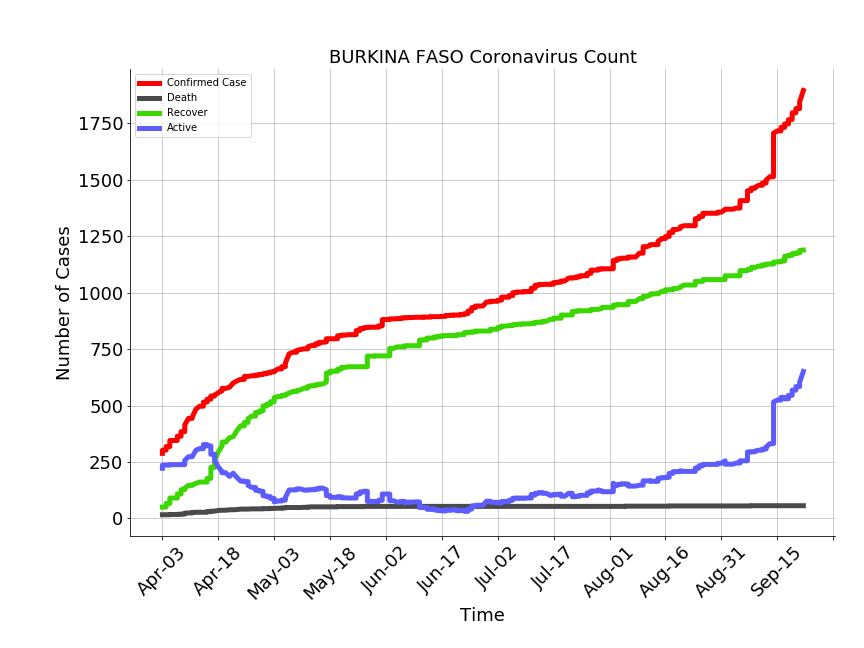 BURKINA FASO Coronavirus Count
Confirmed Case
Death
Recover
Active
Number of Cases
1750
1500
1250
1000
750
500
250
0
Apr-03
Apr-18
May-03
May-18
Jun-02
Jun-17
Jul-02
Jul-17
Aug-01
Aug-16
Aug-31
Sep-15
Time